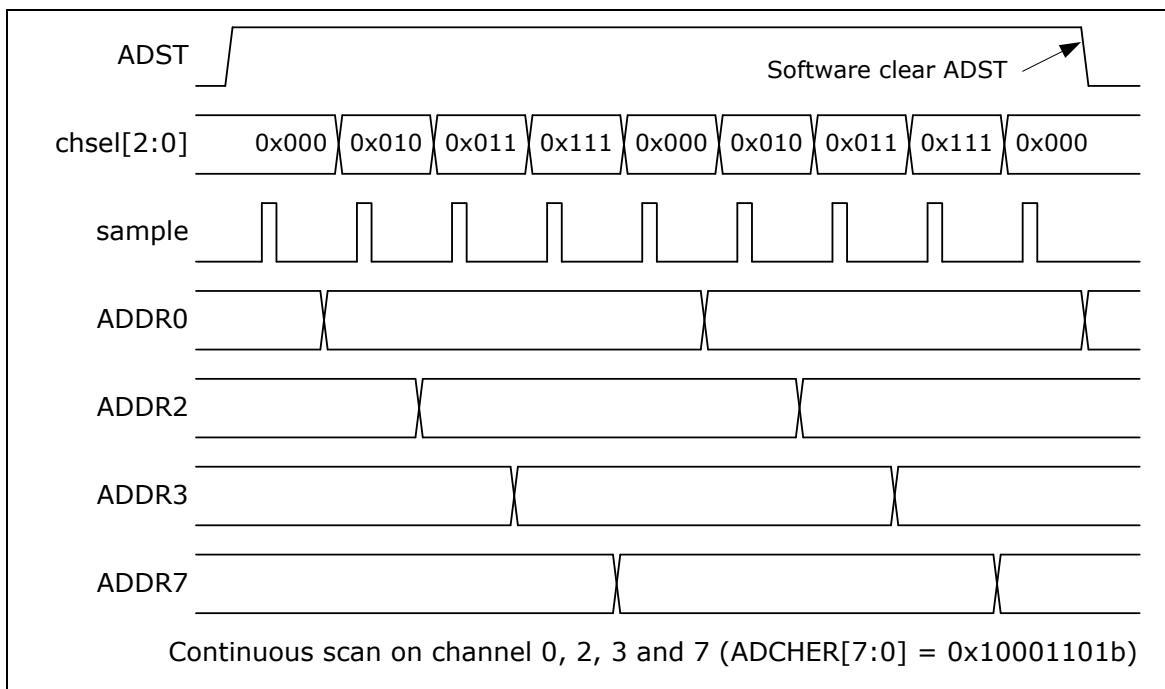 ADST
Software clear ADST
chsel[2:0] 0x000 0x010 0x011 0x111 0x000 0x010 0x011 0x111 0x000
sample
ADDR0
ADDR2
ADDR3
ADDR7
Continuous scan on channel 0, 2, 3 and 7 (ADCHER[7:0] = 0x10001101b)